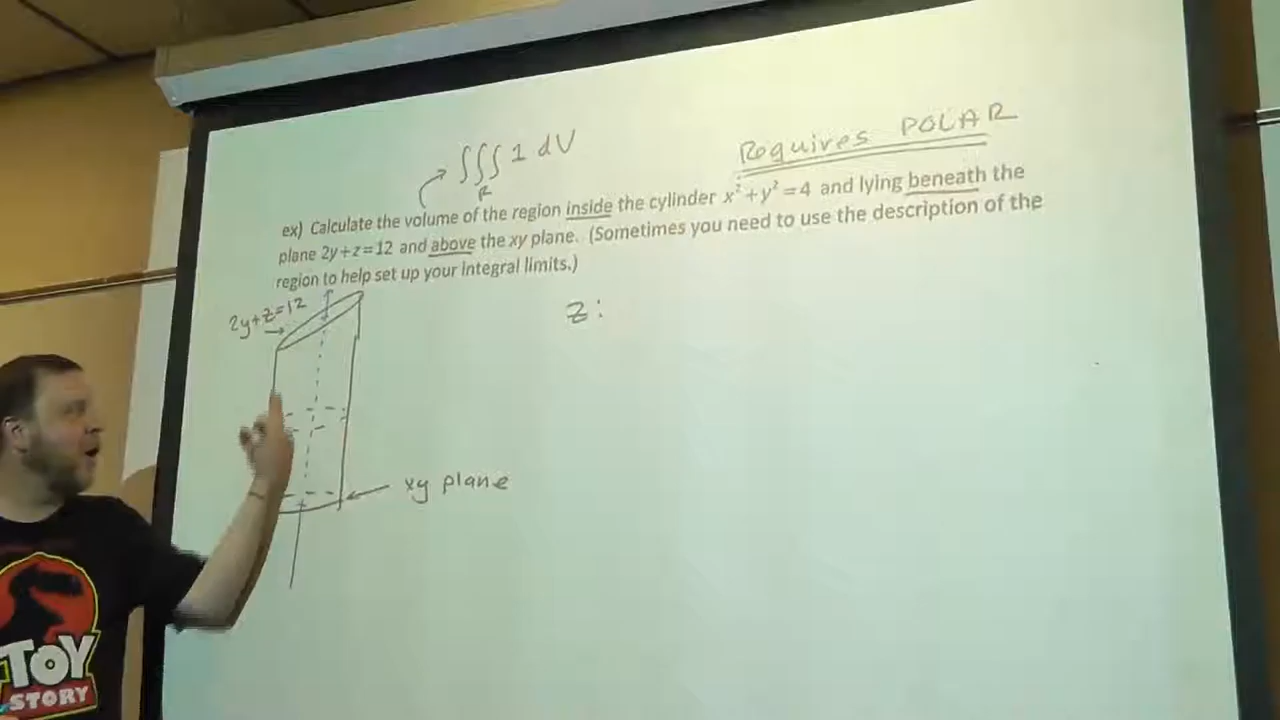 ∫∫∫ 1 dV
R
Requires POLAR
ex) Calculate the volume of the region inside the cylinder x²+y²=4 and lying beneath the
plane 2y+z=12 and above the xy plane. (Sometimes you need to use the description of the
region to help set up your integral limits.)
2y+z=12
z:
xy plane
TOY
STORY